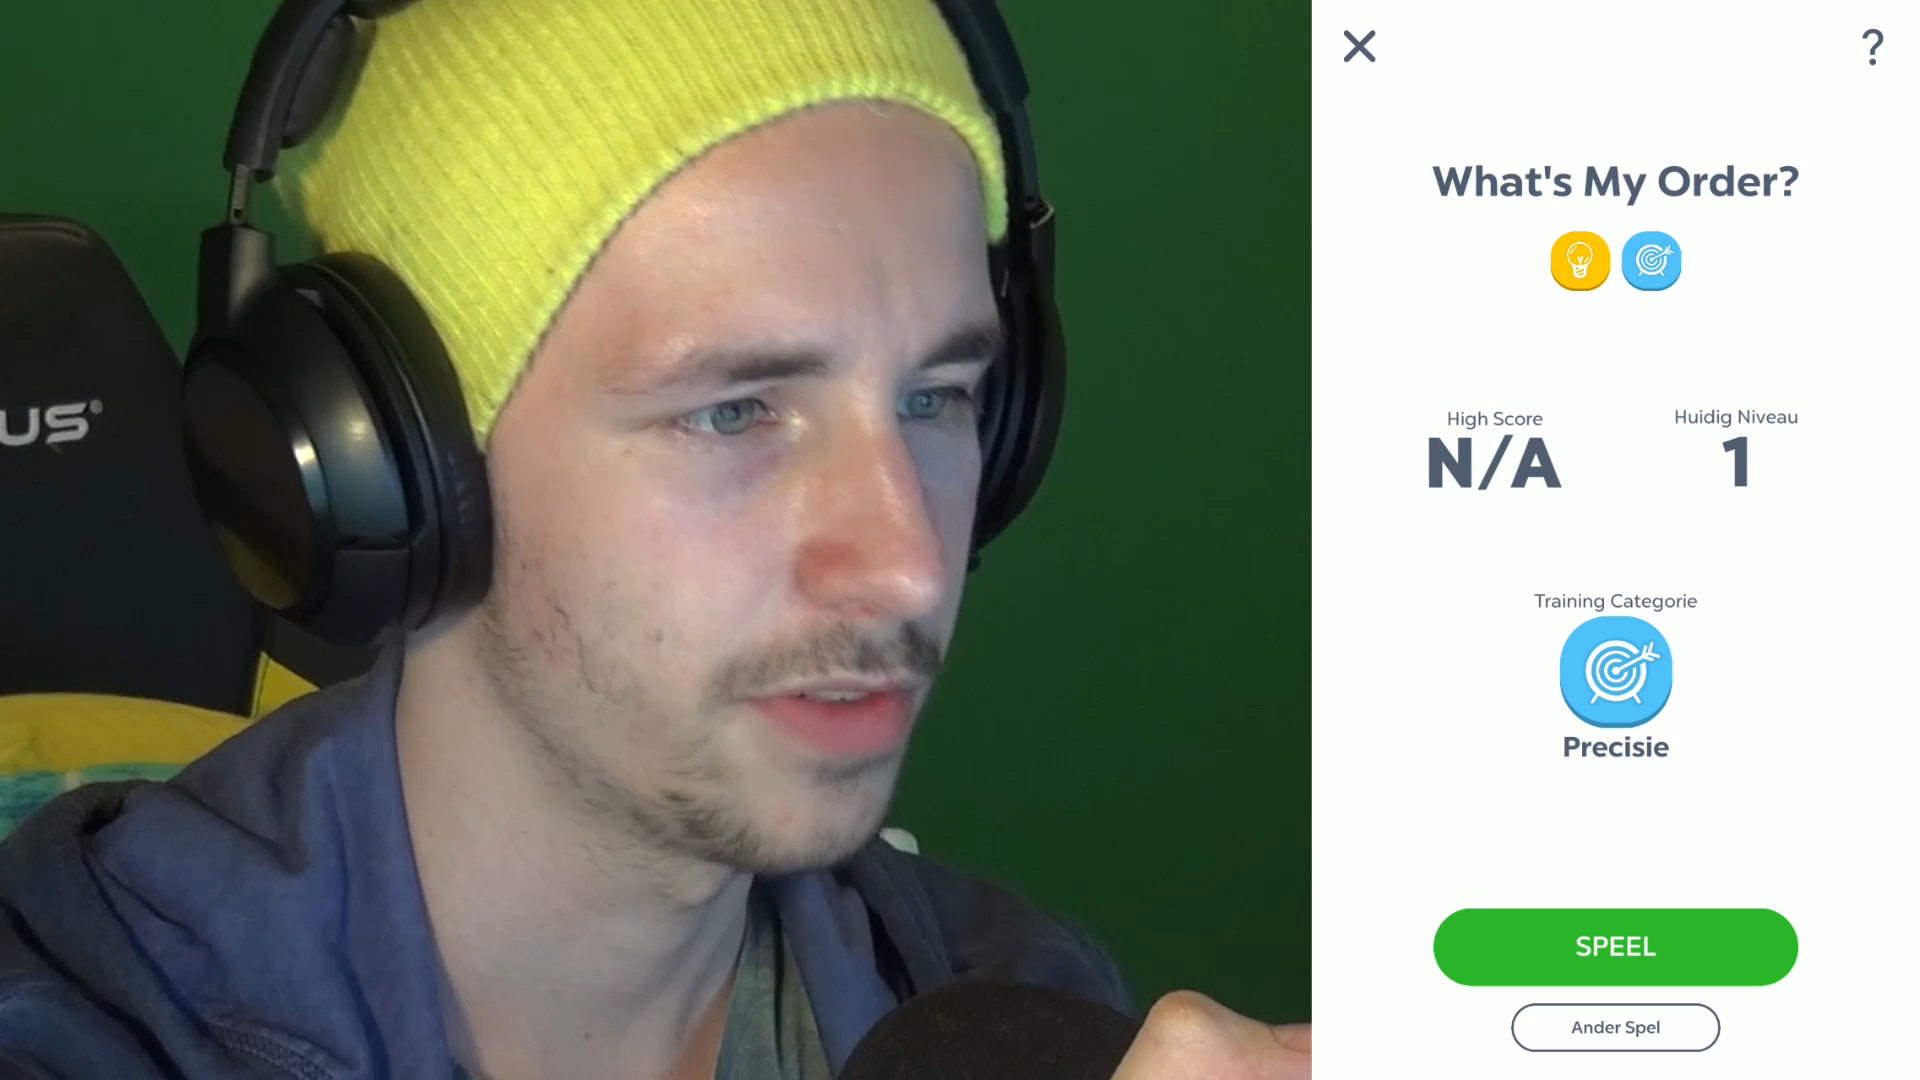 US®
?
What's My Order?
High Score
N/A
Huidig Niveau
1
Training Categorie
Precisie
SPEEL
Ander Spel